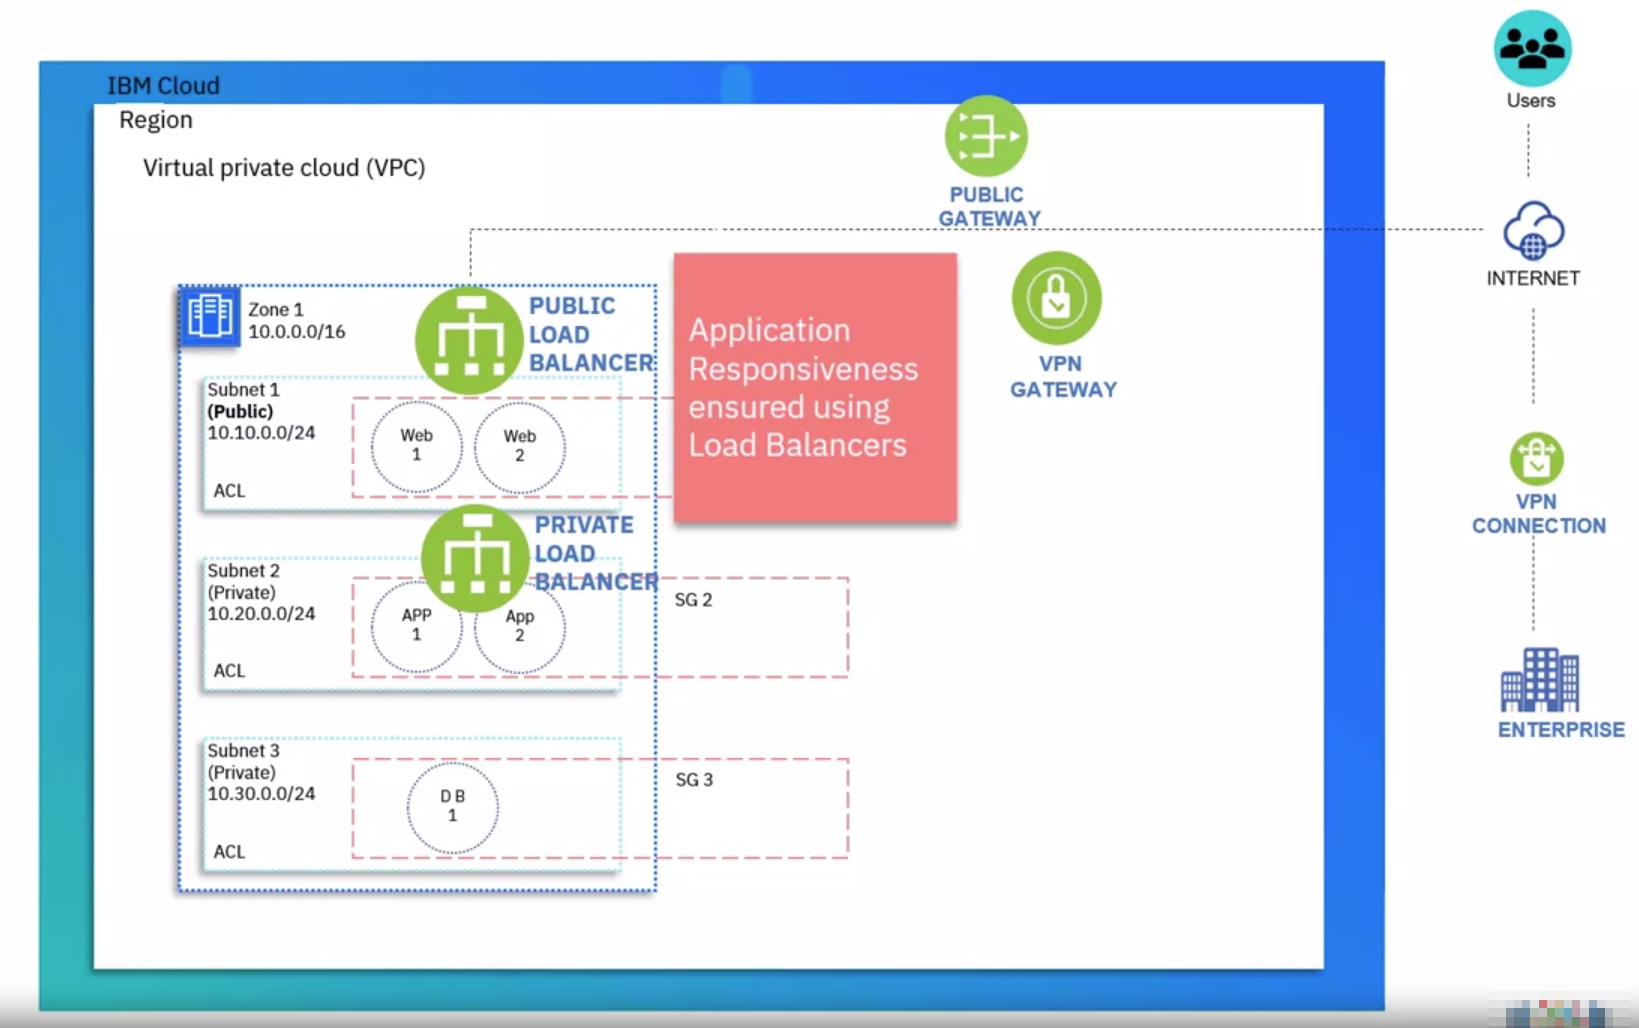 IBM Cloud
Region
Virtual private cloud (VPC)
Users
PUBLIC
GATEWAY
INTERNET
Zone 1
10.0.0.0/16
PUBLIC
LOAD
BALANCER
Application
Responsiveness
ensured using
Load Balancers
VPN
GATEWAY
Subnet 1
(Public)
10.10.0.0/24
ACL
Web
1
Web
2
VPN
CONNECTION
PRIVATE
LOAD
BALANCER
Subnet 2
(Private)
10.20.0.0/24
ACL
APP
1
App
2
SG 2
ENTERPRISE
Subnet 3
(Private)
10.30.0.0/24
ACL
D B
1
SG 3